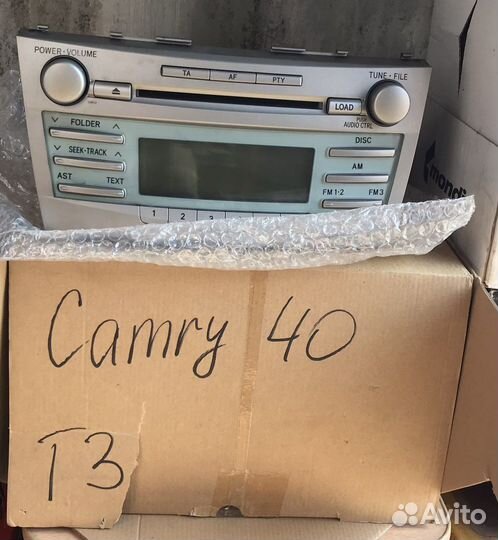 POWER·VOLUME
TA AF PTY
TUNE·FILE
LOAD
PUSH
AUDIO CTRL
FOLDER
DISC
SEEK·TRACK
AM
AST TEXT
FM1·2 FM3
1 2 3
mondi
Camry 40
T3
Avito